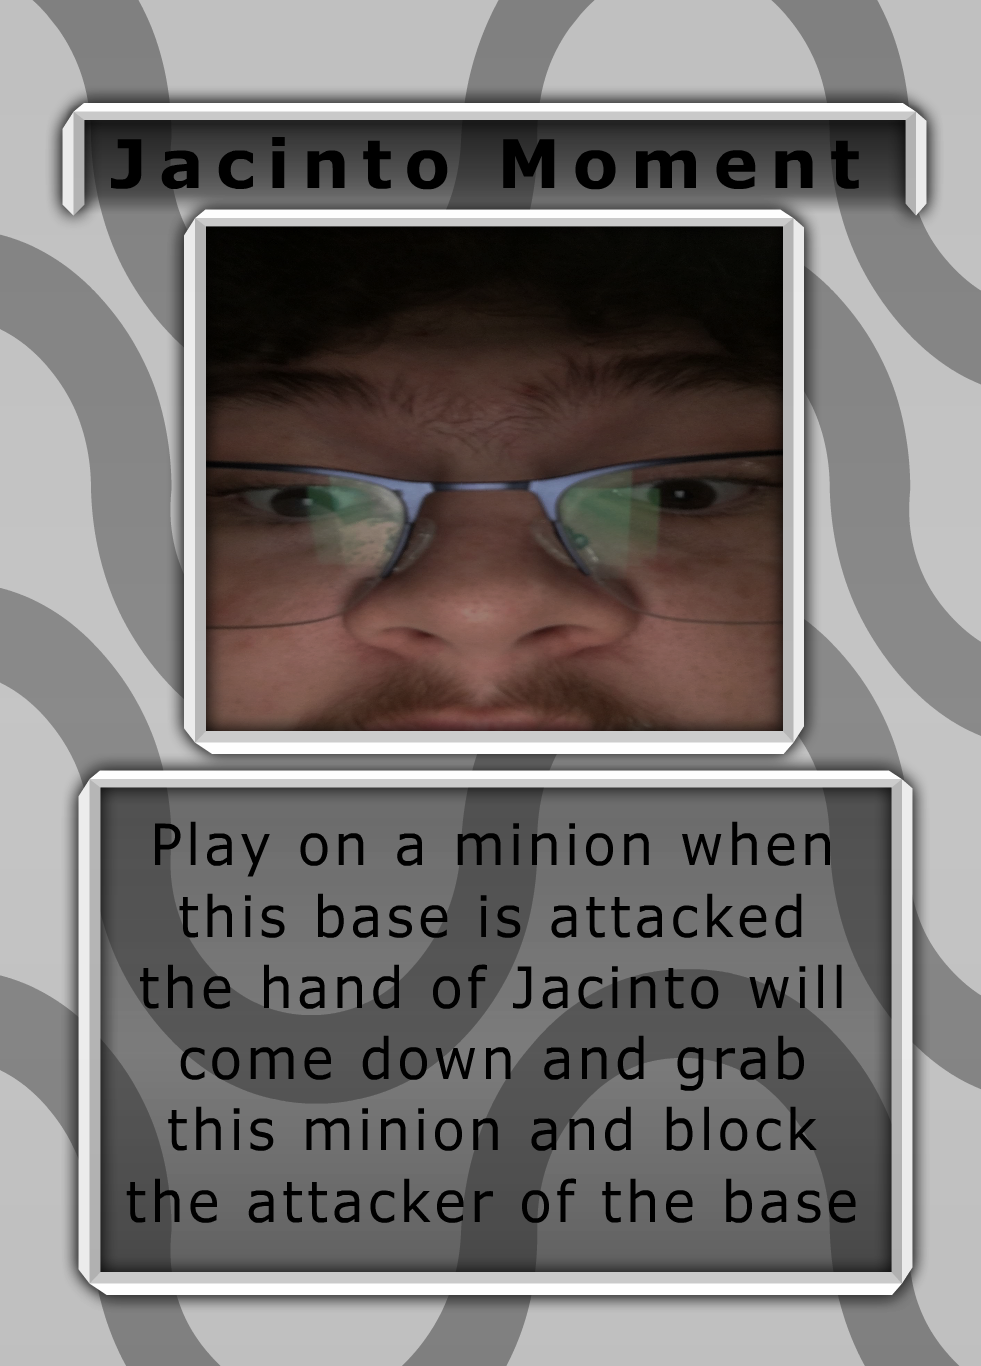 Jacinto Moment
Play on a minion when
this base is attacked
the hand of Jacinto will
come down and grab
this minion and block
the attacker of the base